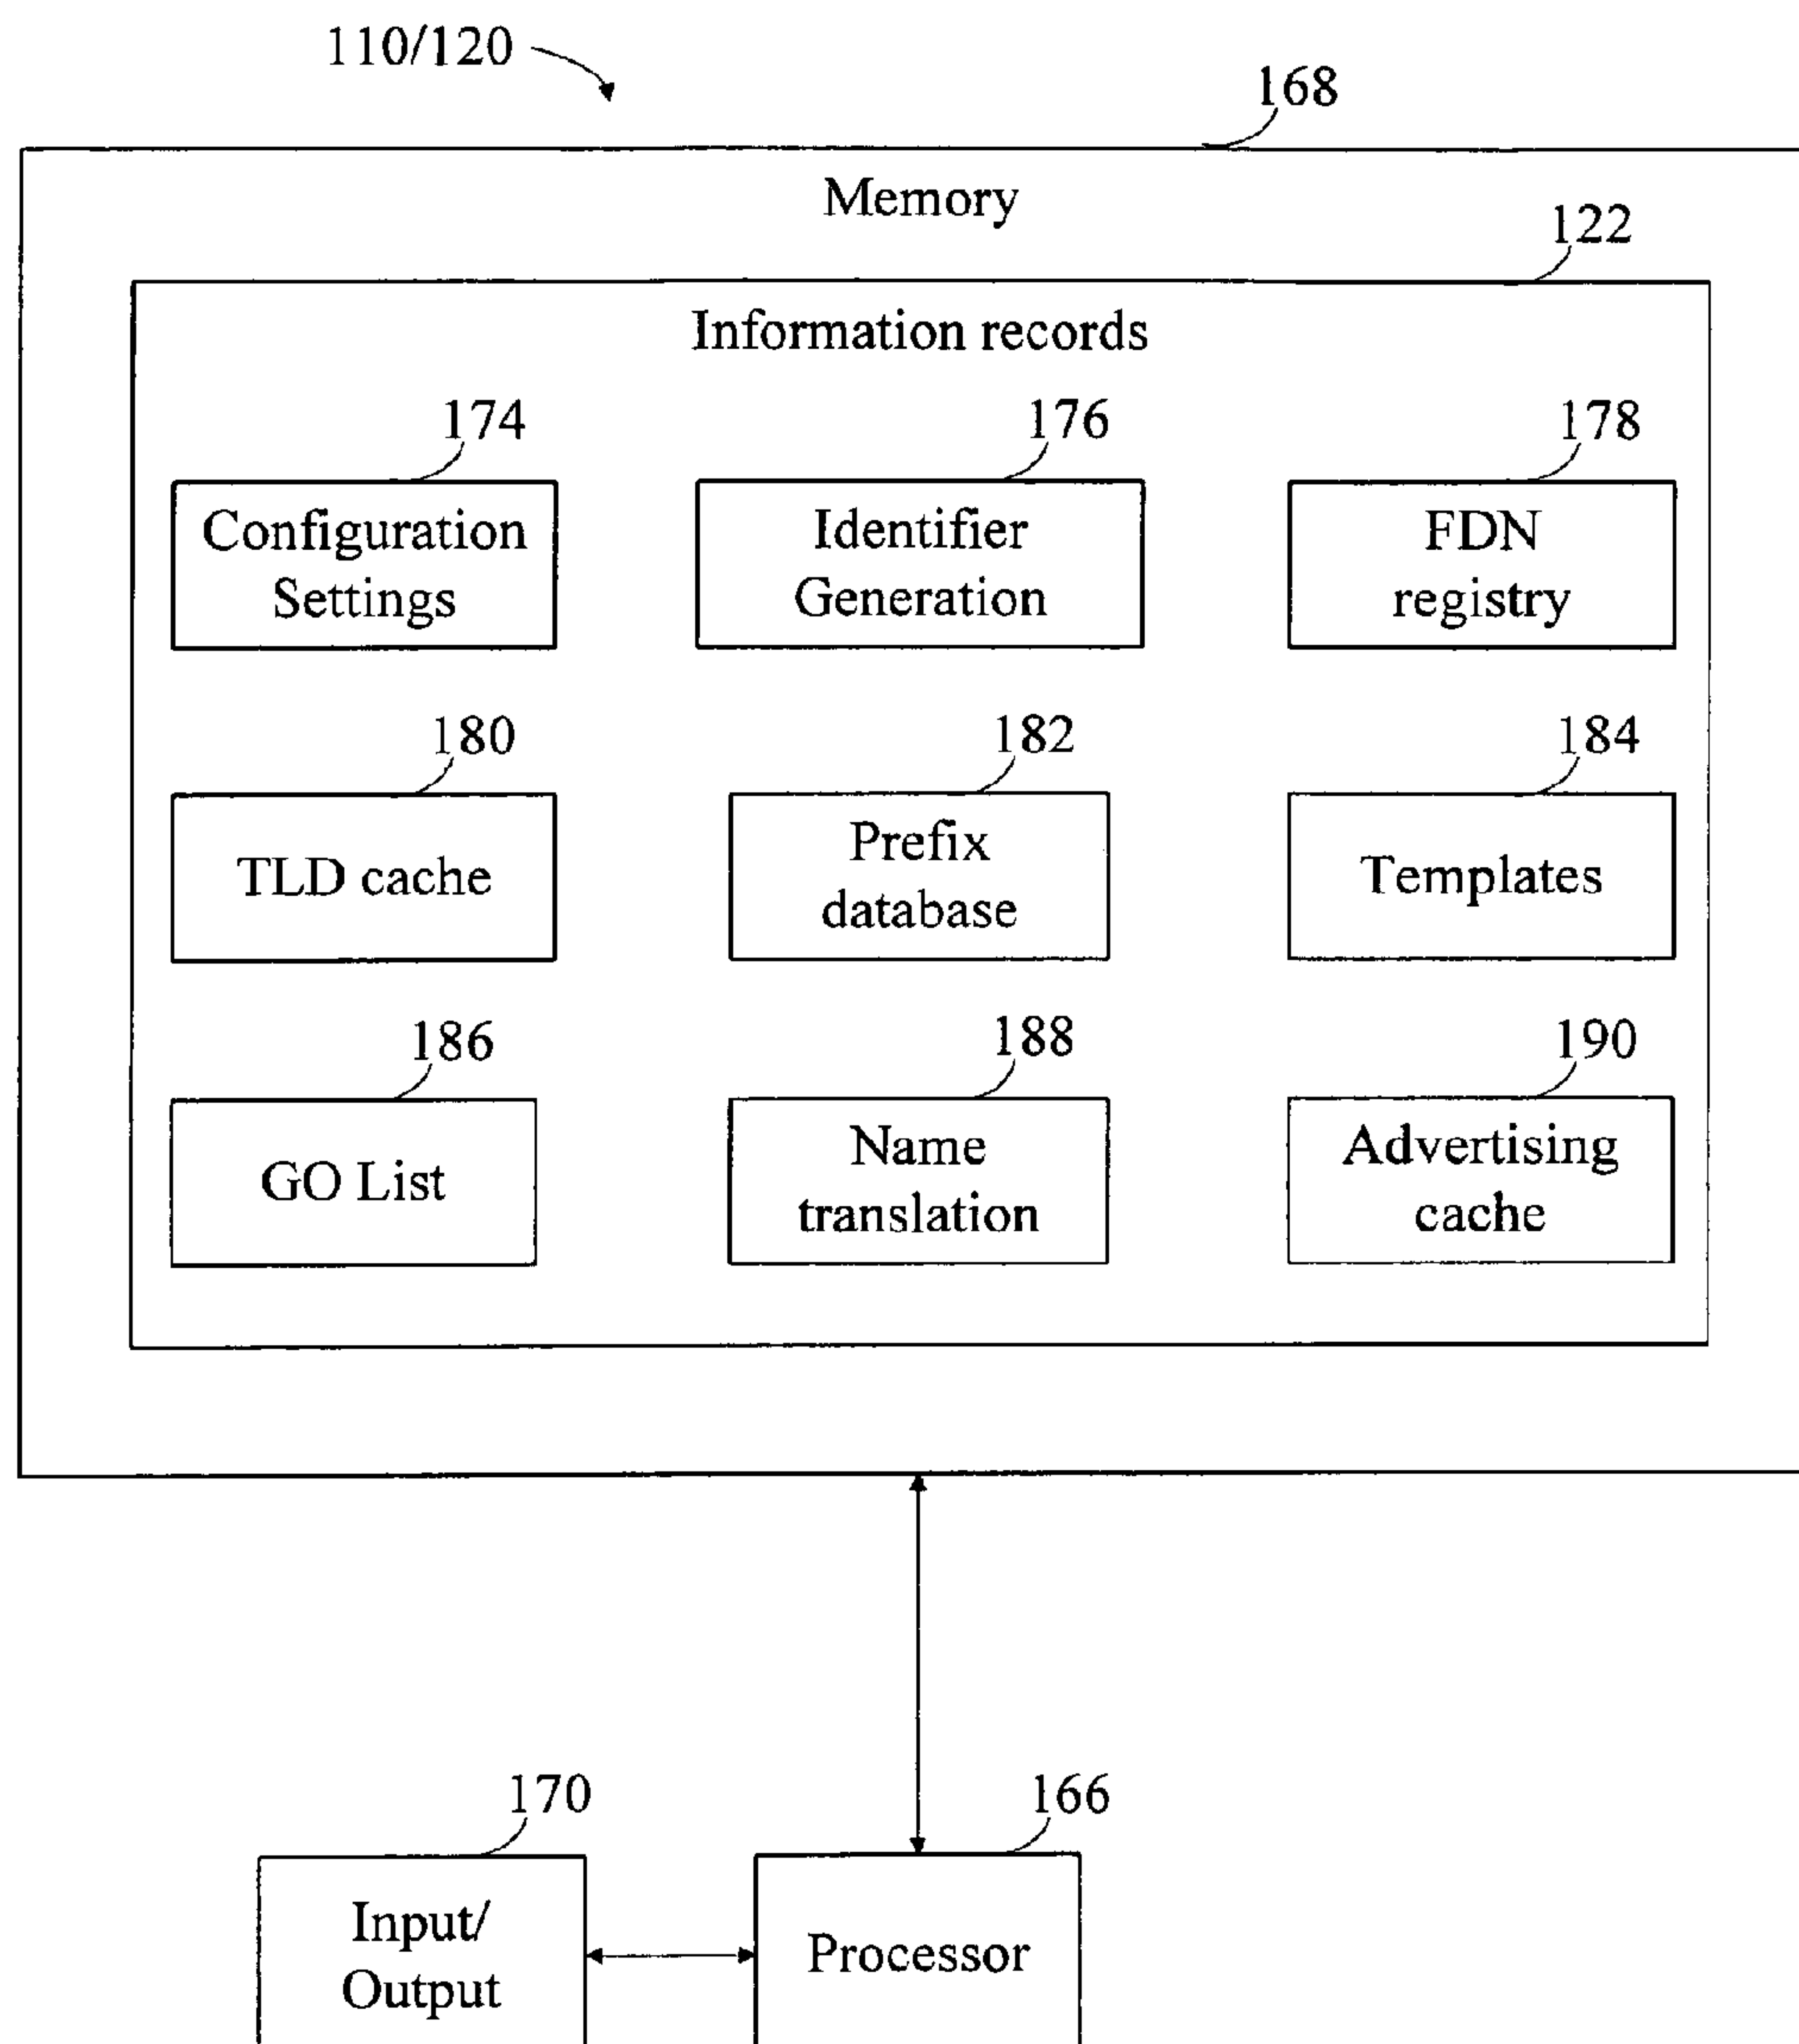 110/120
168
Memory
122
Information records
174
176
178
Configuration
Settings
Identifier
Generation
FDN
registry
180
182
184
TLD cache
Prefix
database
Templates
186
188
190
GO List
Name
translation
Advertising
cache
170
166
Input/
Output
Processor